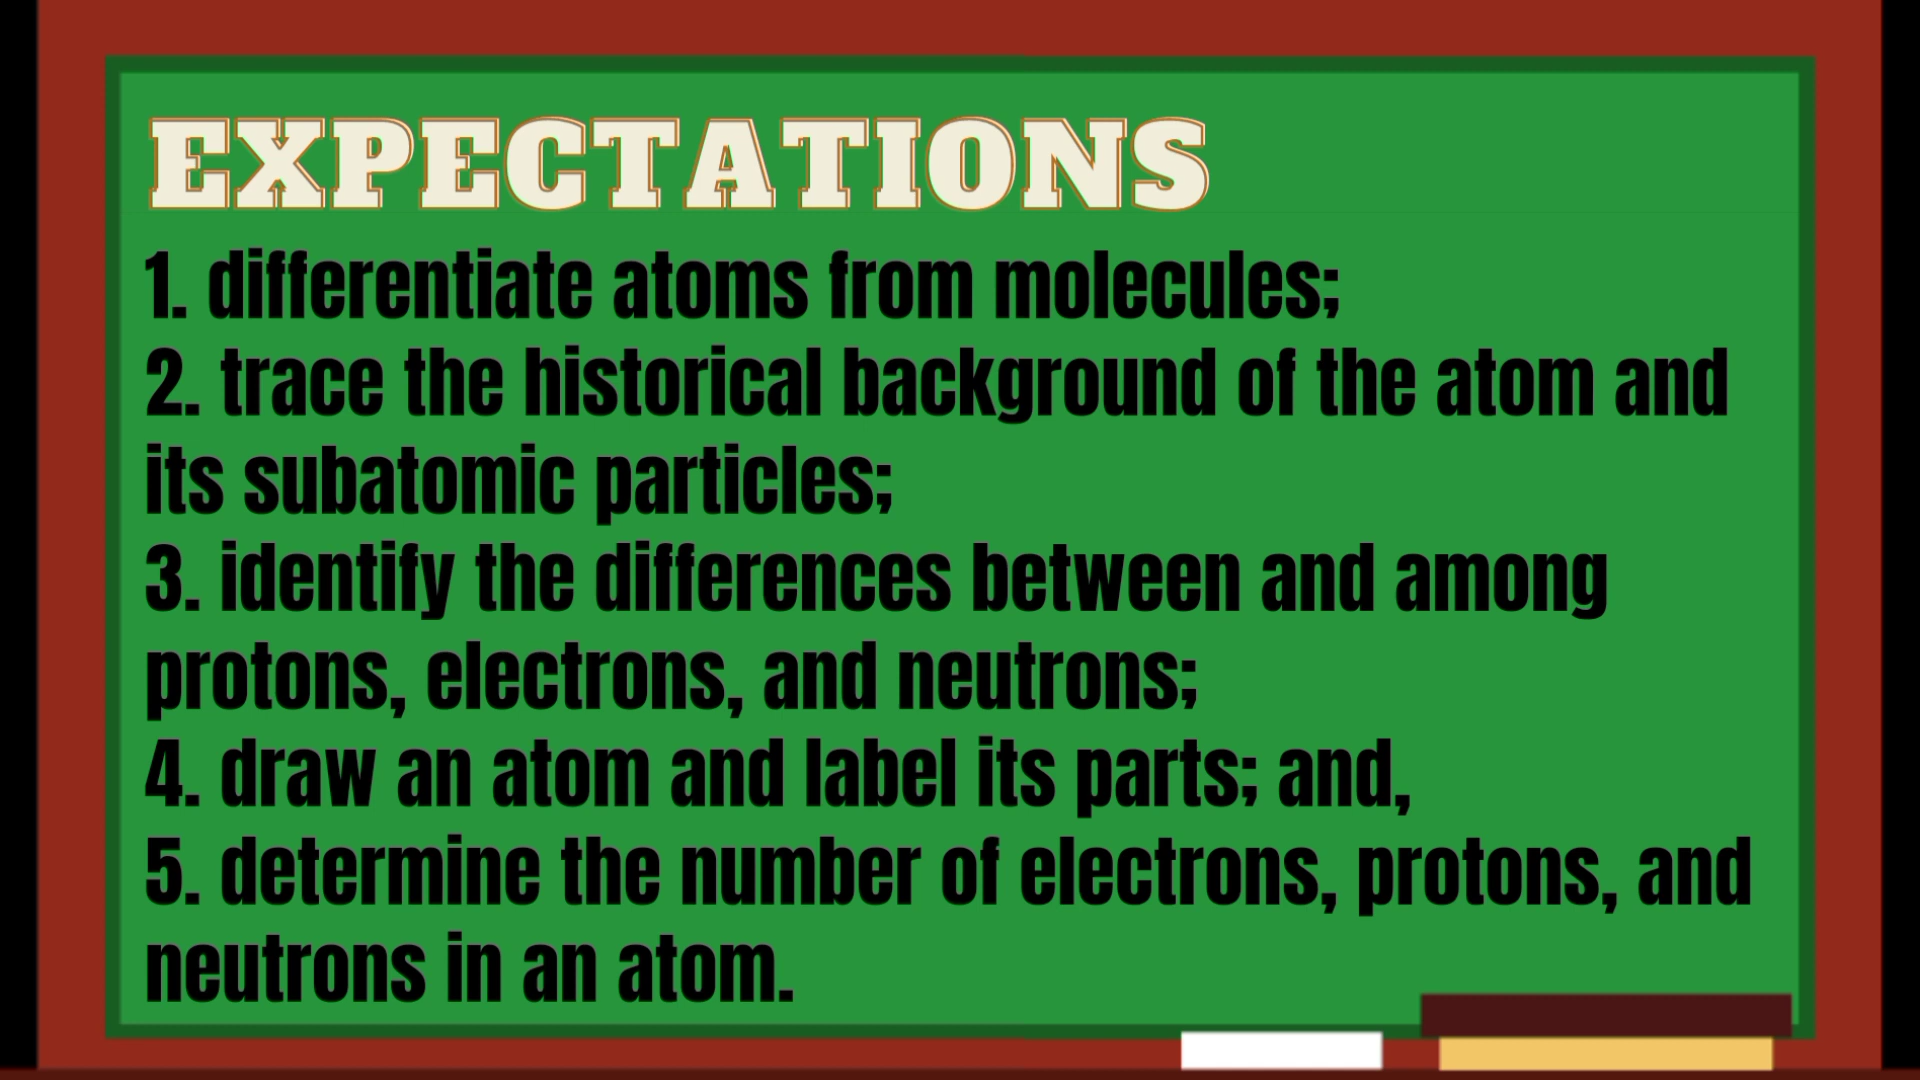 EXPECTATIONS
1. differentiate atoms from molecules;
2. trace the historical background of the atom and
its subatomic particles;
3. identify the differences between and among
protons, electrons, and neutrons;
4. draw an atom and label its parts; and,
5. determine the number of electrons, protons, and
neutrons in an atom.